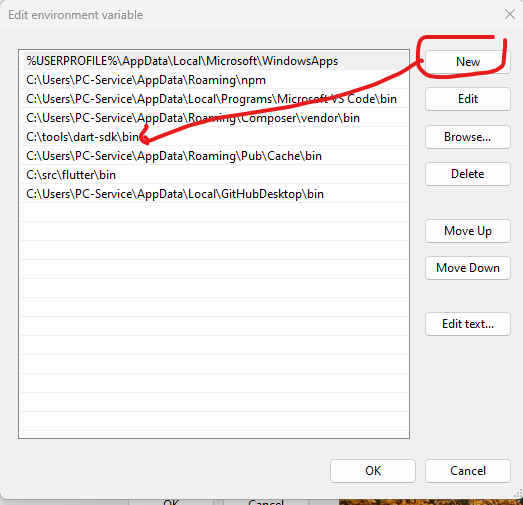 Edit environment variable
%USERPROFILE%\AppData\Local\Microsoft\WindowsApps
New
C:\Users\PC-Service\AppData\Roaming\npm
C:\Users\PC-Service\AppData\Local\Programs\Microsoft VS Code\bin
Edit
C:\Users\PC-Service\AppData\Roaming\Composer\vendor\bin
C:\tools\dart-sdk\bin
Browse...
C:\Users\PC-Service\AppData\Roaming\Pub\Cache\bin
C:\src\flutter\bin
Delete
C:\Users\PC-Service\AppData\Local\GitHubDesktop\bin
Move Up
Move Down
Edit text...
OK
Cancel
OK
Cancel